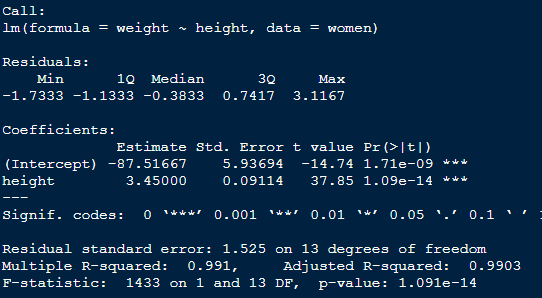 Call:
lm(formula = weight ~ height, data = women)
Residuals:
    Min      1Q  Median      3Q     Max
-1.7333 -1.1333 -0.3833  0.7417  3.1167
Coefficients:
             Estimate Std. Error t value Pr(>|t|)
(Intercept) -87.51667    5.93694  -14.74 1.71e-09 ***
height        3.45000    0.09114   37.85 1.09e-14 ***
---
Signif. codes:  0 ‘***’ 0.001 ‘**’ 0.01 ‘*’ 0.05 ‘.’ 0.1 ‘ ’
Residual standard error: 1.525 on 13 degrees of freedom
Multiple R-squared:  0.991,     Adjusted R-squared:  0.9903
F-statistic:  1433 on 1 and 13 DF,  p-value: 1.091e-14